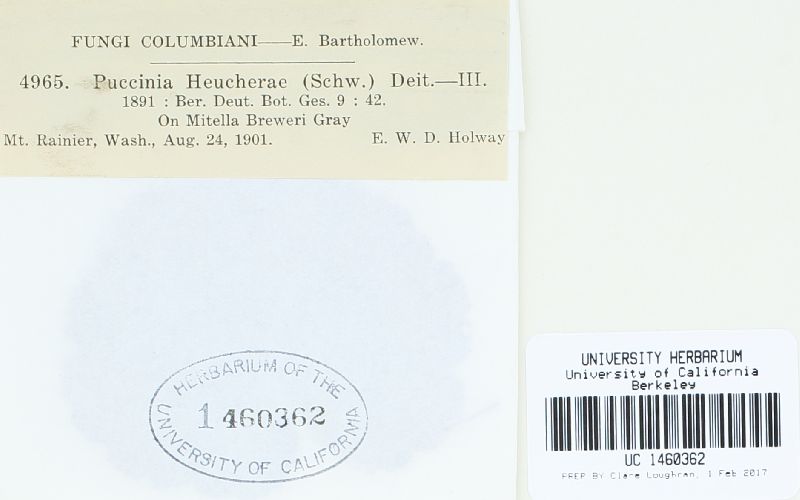 FUNGI COLUMBIANI——E. Bartholomew.
4965. Puccinia Heucherae (Schw.) Deit.—III.
1891 : Ber. Deut. Bot. Ges. 9 : 42.
On Mitella Breweri Gray
Mt. Rainier, Wash., Aug. 24, 1901. E. W. D. Holway
HERBARIUM OF THE
1460362
UNIVERSITY OF CALIFORNIA
UNIVERSITY HERBARIUM
University of California
Berkeley
UC 1460362
PREP BY Clare Loughran, 1 Feb 2017